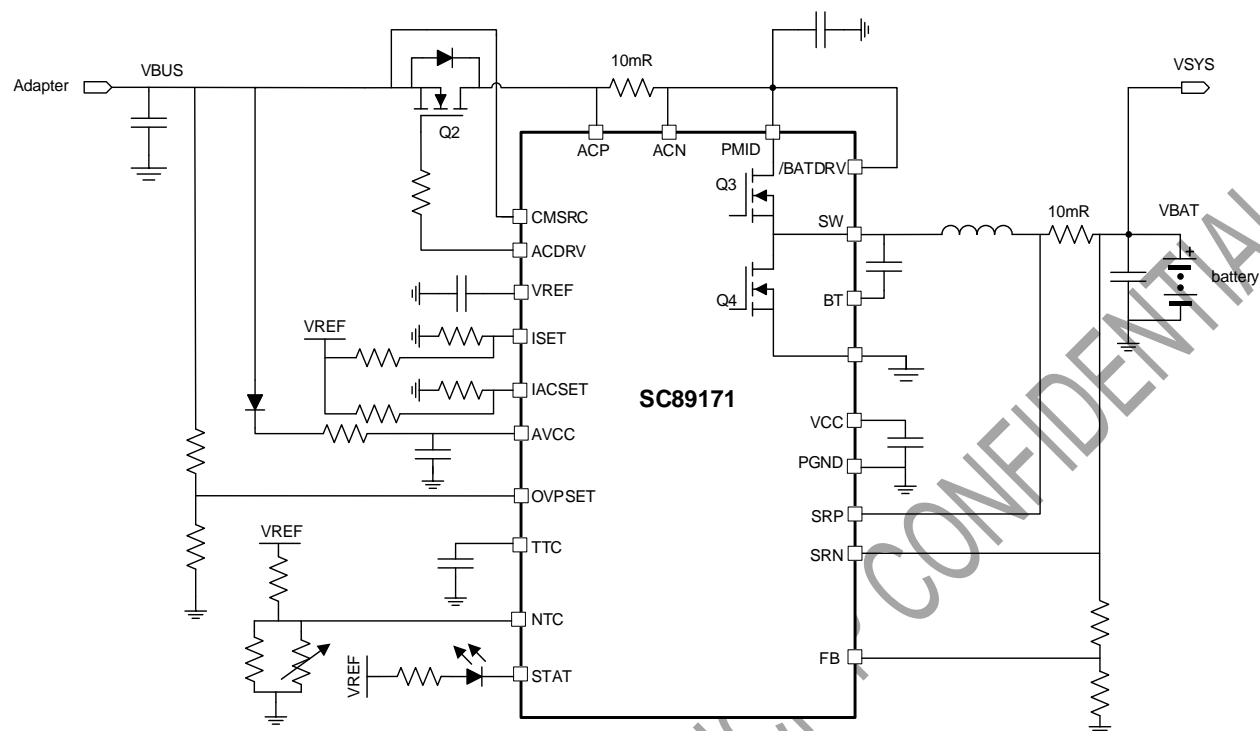 Adapter
VBUS
Q2
10mR
ACP
ACN
PMID
/BATDRV
Q3
SW
Q4
BT
VCC
PGND
SRP
SRN
FB
CMSRC
ACDRV
VREF
ISET
IACSET
AVCC
OVPSET
TTC
NTC
STAT
SC89171
VREF
VREF
VREF
10mR
VBAT
VSYS
+
battery
CONFIDENTIAL